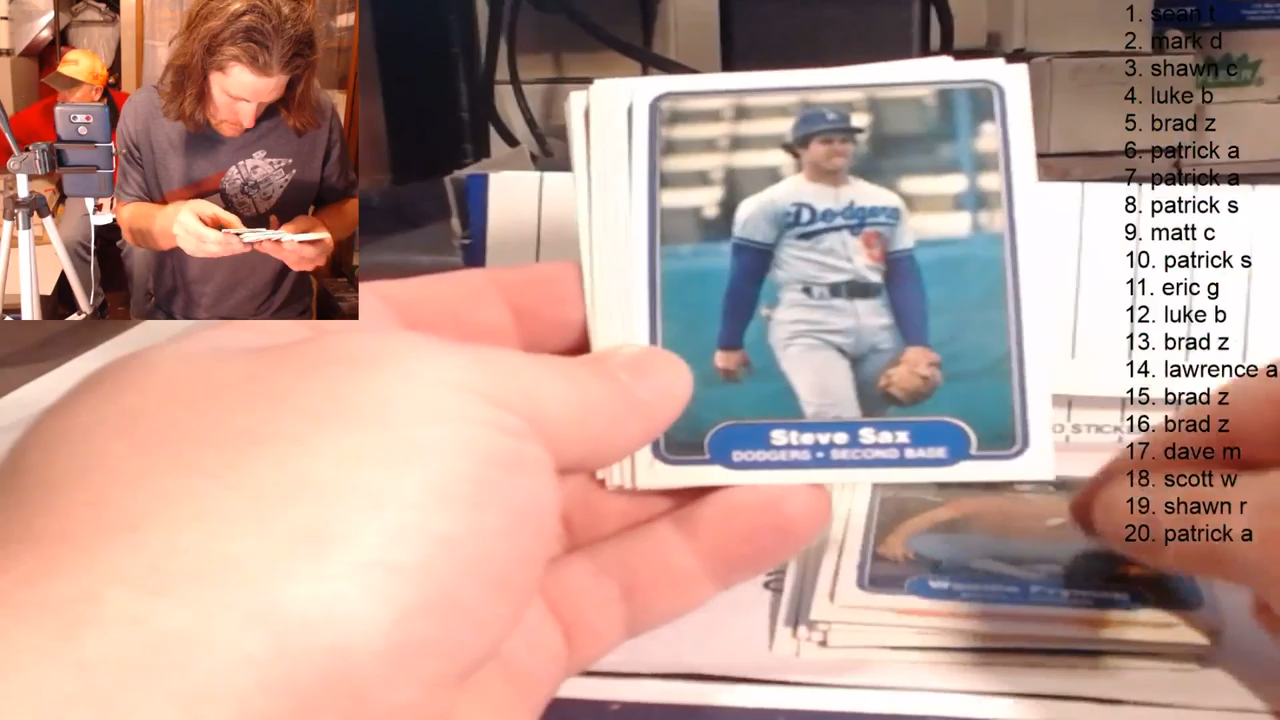 1. sean t
2. mark d
3. shawn c
4. luke b
5. brad z
6. patrick a
7. patrick a
8. patrick s
9. matt c
10. patrick s
11. eric g
12. luke b
13. brad z
14. lawrence a
15. brad z
16. brad z
17. dave m
18. scott w
19. shawn r
20. patrick a
Dodgers
Steve Sax
DODGERS • SECOND BASE